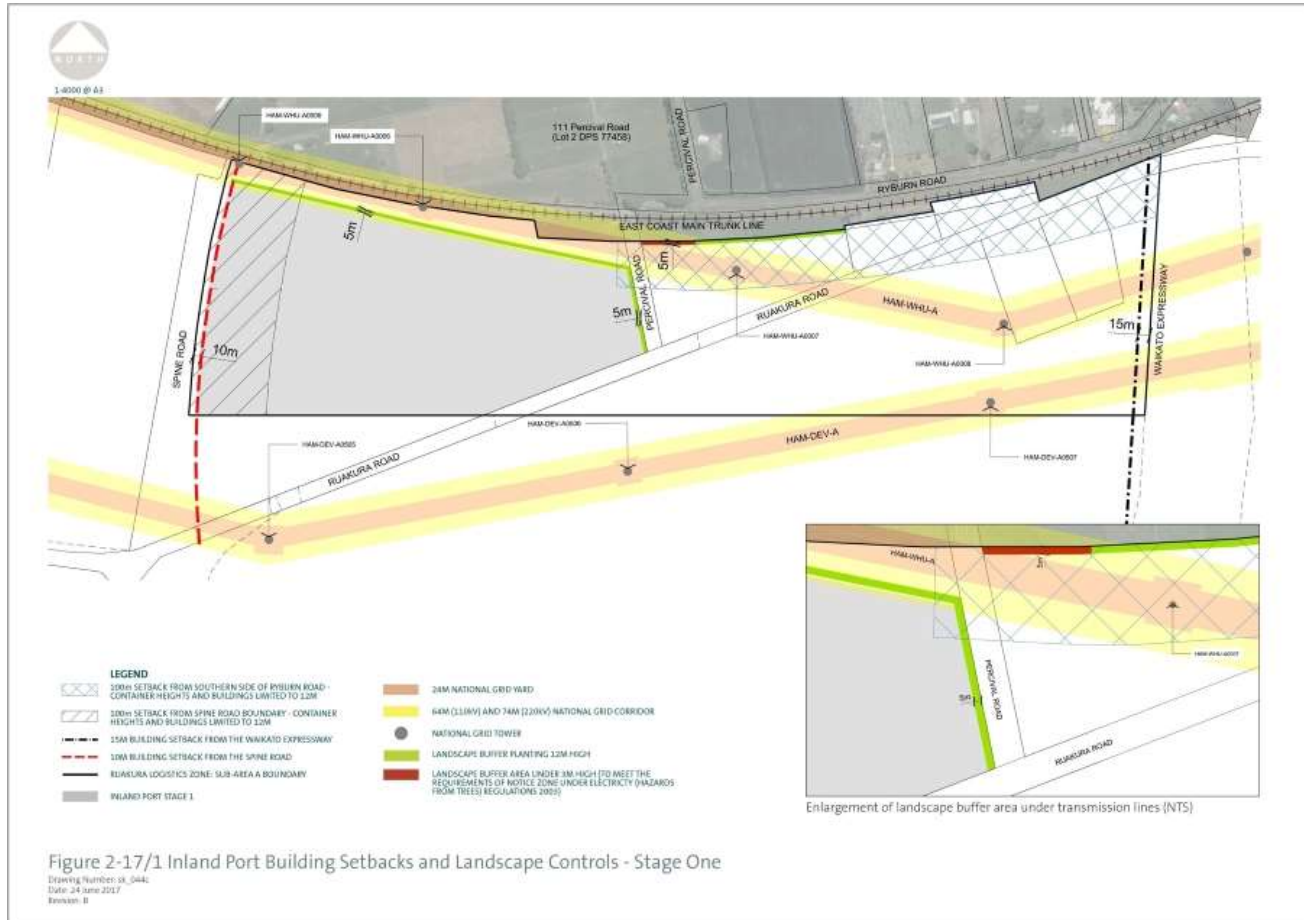 NORTH
1-4000 @ A3
HAM-WHU-A0005
111 Percival Road
(Lot 2 DPS 77458)
PERCIVAL ROAD
RYBURN ROAD
EAST COAST MAIN TRUNK LINE
5m
5m
PERCIVAL ROAD
5m
RUAKURA ROAD
HAM-WHU-A
HAM-WHU-A0007
15m
WAIKATO EXPRESSWAY
SPINE ROAD
10m
HAM-DEV-A0505
HAM-DEV-A0506
HAM-DEV-A
HAM-DEV-A0507
RUAKURA ROAD
HAM-WHU-A
5m
HAM-WHU-A0007
5m
PERCIVAL ROAD
RUAKURA ROAD
Enlargement of landscape buffer area under transmission lines (NTS)
LEGEND
100m SETBACK FROM SOUTHERN SIDE OF RYBURN ROAD -
CONTAINER HEIGHTS AND BUILDINGS LIMITED TO 12M
100m SETBACK FROM SPINE ROAD BOUNDARY - CONTAINER
HEIGHTS AND BUILDINGS LIMITED TO 12M
15M BUILDING SETBACK FROM THE WAIKATO EXPRESSWAY
10M BUILDING SETBACK FROM THE SPINE ROAD
RUAKURA LOGISTICS ZONE: SUB-AREA A BOUNDARY
INLAND PORT STAGE 1
24M NATIONAL GRID YARD
64M (110kV) AND 74M (220kV) NATIONAL GRID CORRIDOR
NATIONAL GRID TOWER
LANDSCAPE BUFFER PLANTING 12M HIGH
LANDSCAPE BUFFER AREA UNDER 3M HIGH (TO MEET THE
REQUIREMENTS OF NOTICE ZONE UNDER ELECTRICTY (HAZARDS
FROM TREES) REGULATIONS 2003)
Figure 2-17/1 Inland Port Building Setbacks and Landscape Controls - Stage One
Drawing Number: sk_044c
Date: 24 June 2017
Revision: B